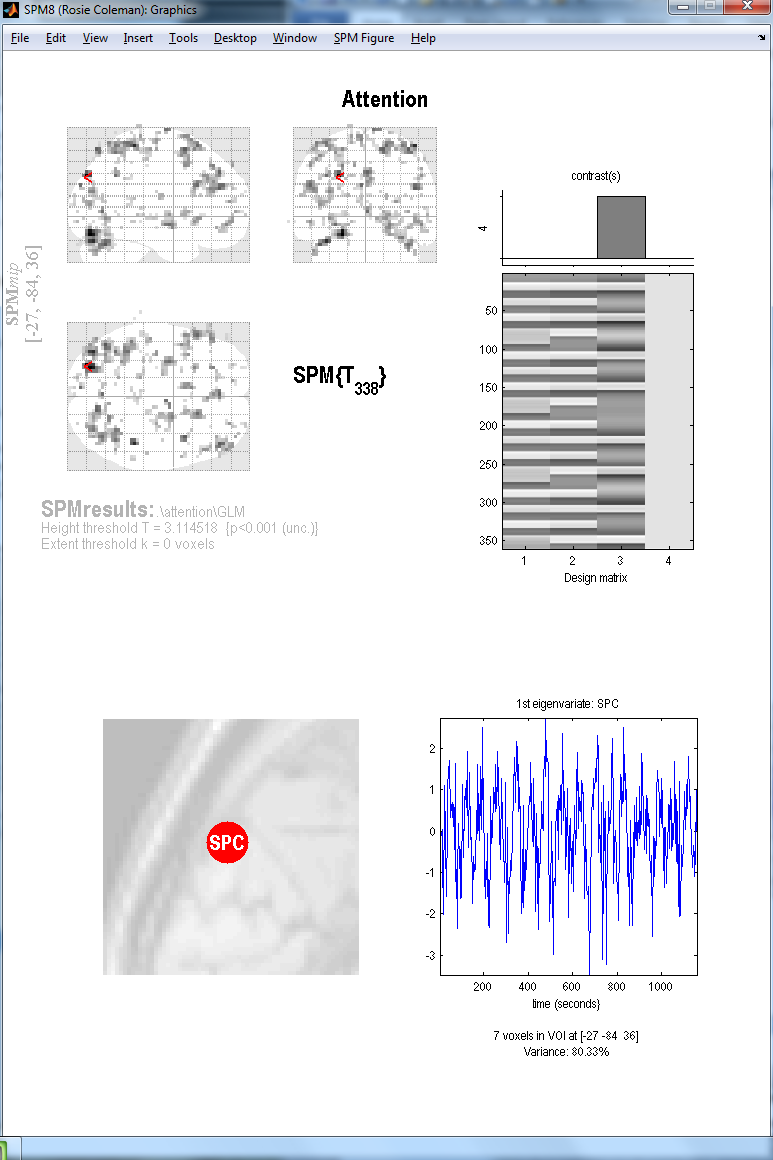 SPM8 (Rosie Coleman): Graphics
File Edit View Insert Tools Desktop Window SPM Figure Help
Attention
SPMmip
[-27, -84, 36]
<
<
<
SPM{T338}
contrast(s)
4
50
100
150
200
250
300
350
1 2 3 4
Design matrix
SPMresults: .\attention\GLM
Height threshold T = 3.114518 {p<0.001 (unc.)}
Extent threshold k = 0 voxels
SPC
1st eigenvariate: SPC
2
1
0
-1
-2
-3
200 400 600 800 1000
time (seconds}
7 voxels in VOI at [-27 -84 36]
Variance: 80.33%